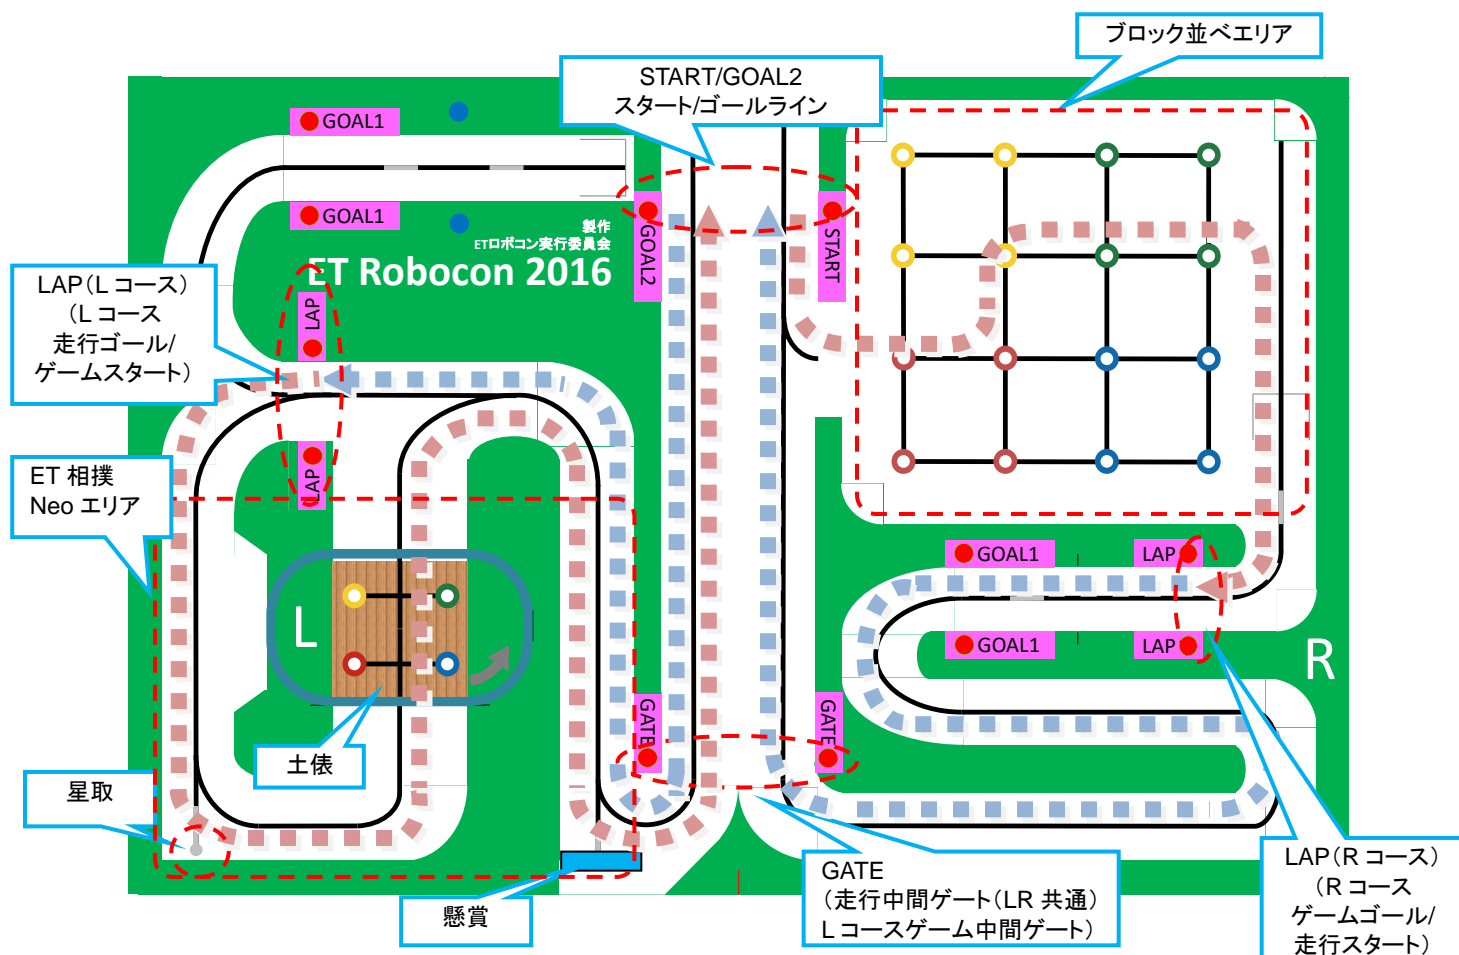 ブロック並べエリア
START/GOAL2
スタート/ゴールライン
GOAL1
GOAL1
製作
ETロボコン実行委員会
ET Robocon 2016
GOAL2
START
LAP（L コース）
（L コース
走行ゴール/
ゲームスタート）
LAP
LAP
ET 相撲
Neo エリア
GOAL1
LAP
GOAL1
LAP
L
R
GATE
GATE
土俵
星取
懸賞
GATE
（走行中間ゲート（LR 共通）
L コースゲーム中間ゲート）
LAP（R コース）
（R コース
ゲームゴール/
走行スタート）